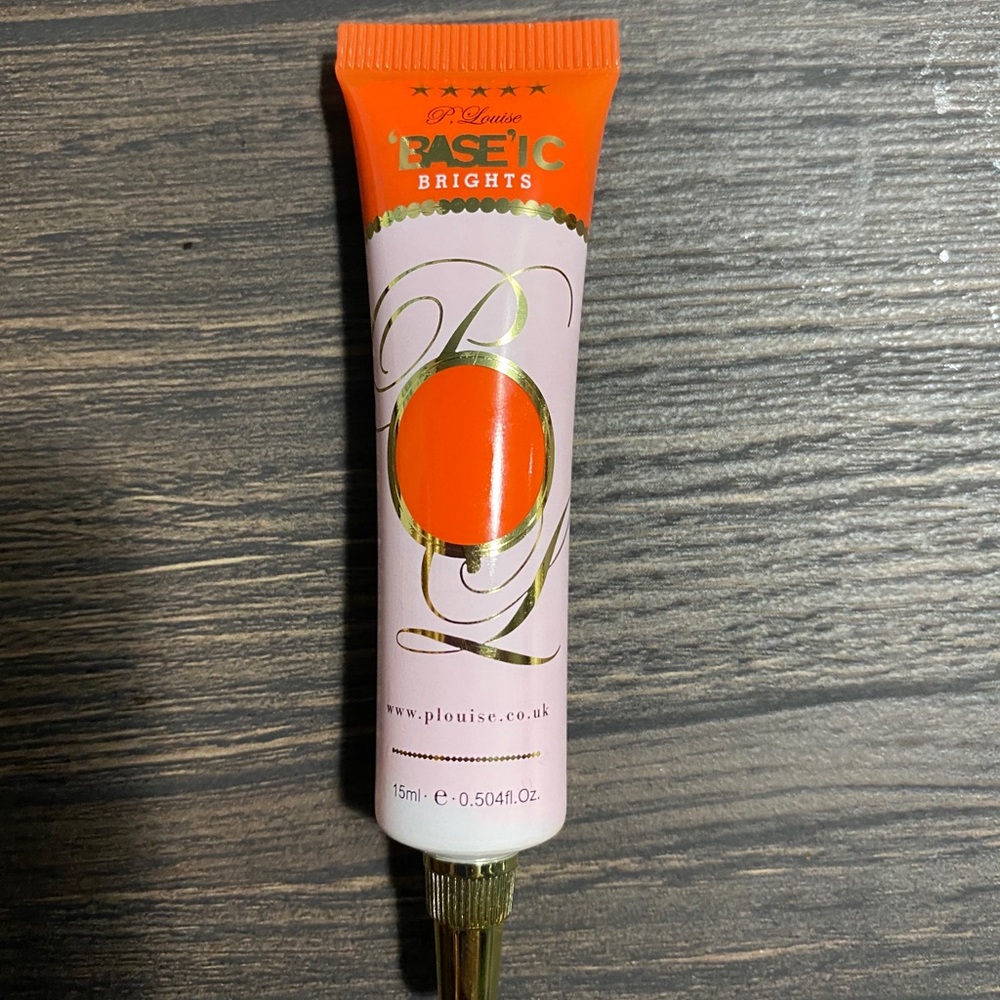 P. Louise
'BASE'IC
BRIGHTS
P
L
www.plouise.co.uk
15ml · e · 0.504fl.Oz.